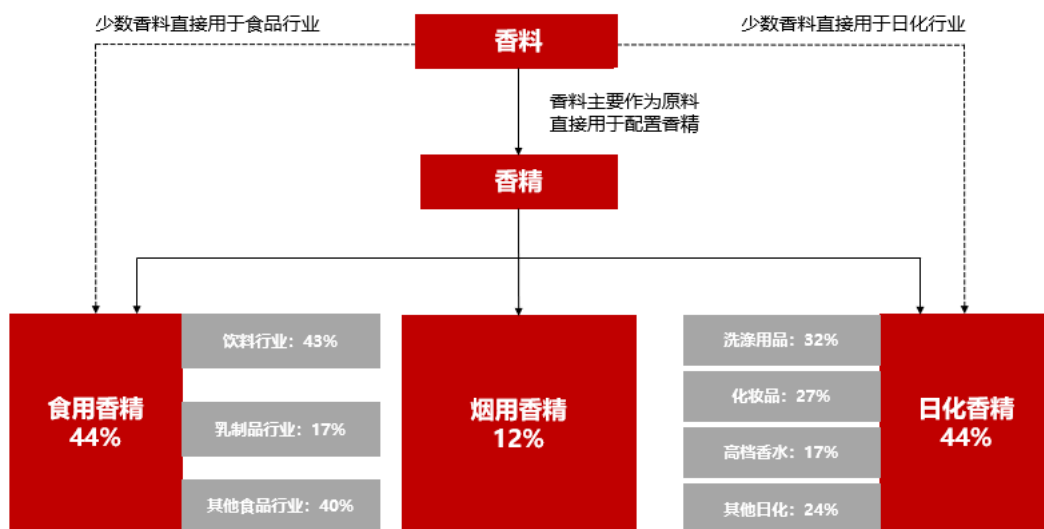 少数香料直接用于食品行业
香料
少数香料直接用于日化行业
香料主要作为原料
直接用于配置香精
香精
食用香精
44%
饮料行业：43%
乳制品行业：17%
其他食品行业：40%
烟用香精
12%
洗涤用品：32%
化妆品：27%
高档香水：17%
其他日化：24%
日化香精
44%